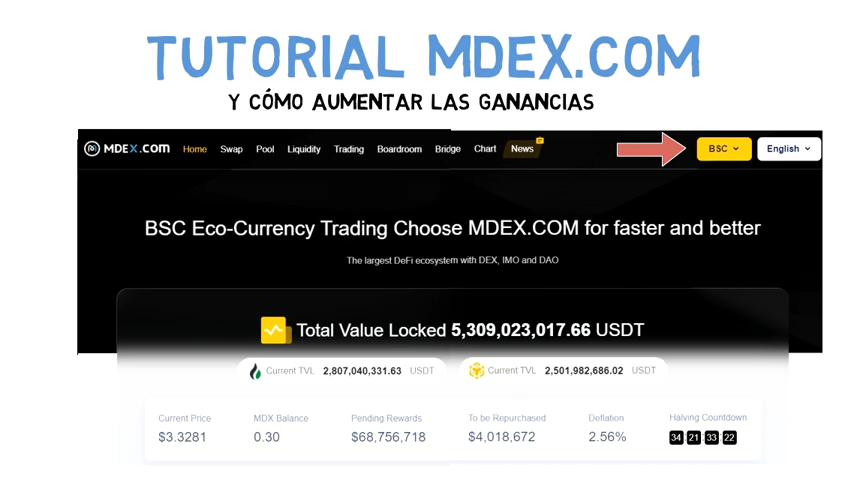 TUTORIAL MDEX.COM
Y CÓMO AUMENTAR LAS GANANCIAS
MDEX.COM Home Swap Pool Liquidity Trading Boardroom Bridge Chart News BSC English
BSC Eco-Currency Trading Choose MDEX.COM for faster and better
The largest DeFi ecosystem with DEX, IMO and DAO
Total Value Locked 5,309,023,017.66 USDT
Current TVL 2,807,040,331.63 USDT Current TVL 2,501,982,686.02 USDT
Current Price MDX Balance Pending Rewards To be Repurchased Deflation Halving Countdown
$3.3281 0.30 $68,756,718 $4,018,672 2.56% 34 21 33 22